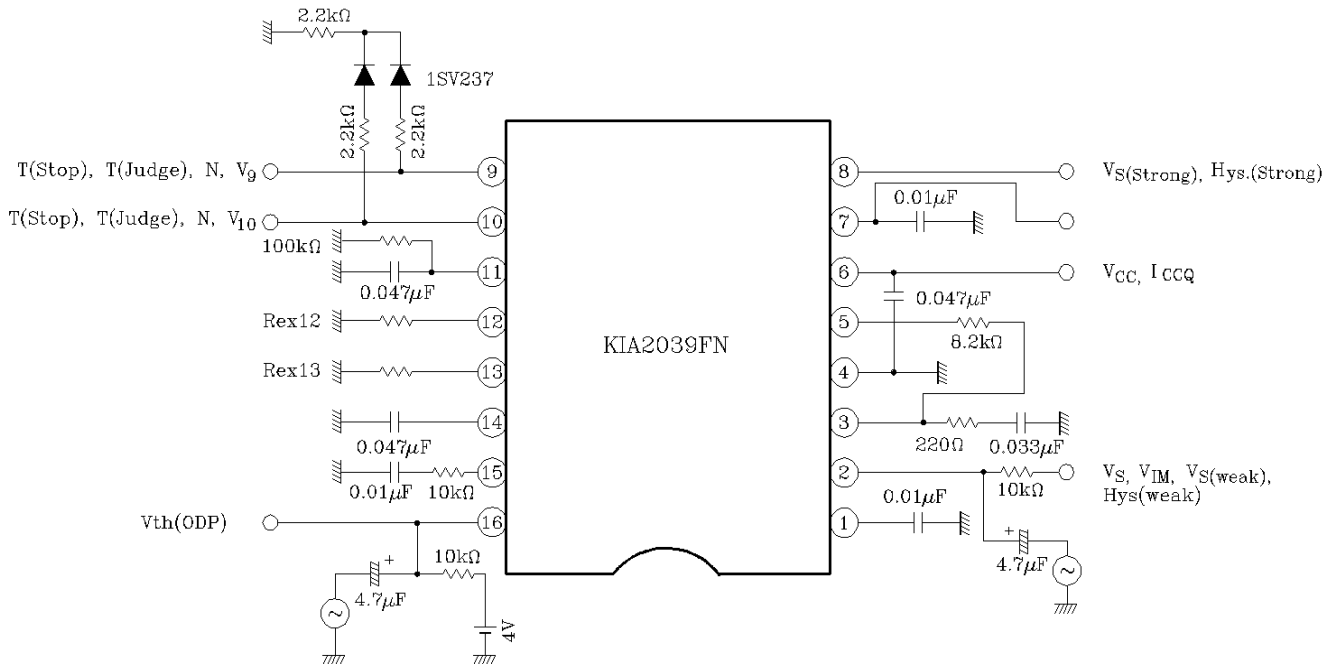 2.2kΩ
1SV237
2.2kΩ
2.2kΩ
T(Stop), T(Judge), N, V9
9
8
VS(Strong), Hys.(Strong)
0.01μF
T(Stop), T(Judge), N, V10
10
7
100kΩ
11
6
VCC, ICCQ
0.047μF
0.047μF
Rex12
12
5
8.2kΩ
KIA2039FN
Rex13
13
4
14
3
0.047μF
220Ω
0.033μF
15
2
VS, VIM, VS(weak),
Hys(weak)
0.01μF
10kΩ
10kΩ
0.01μF
Vth(ODP)
16
1
+
10kΩ
4.7μF
+
4.7μF
4V